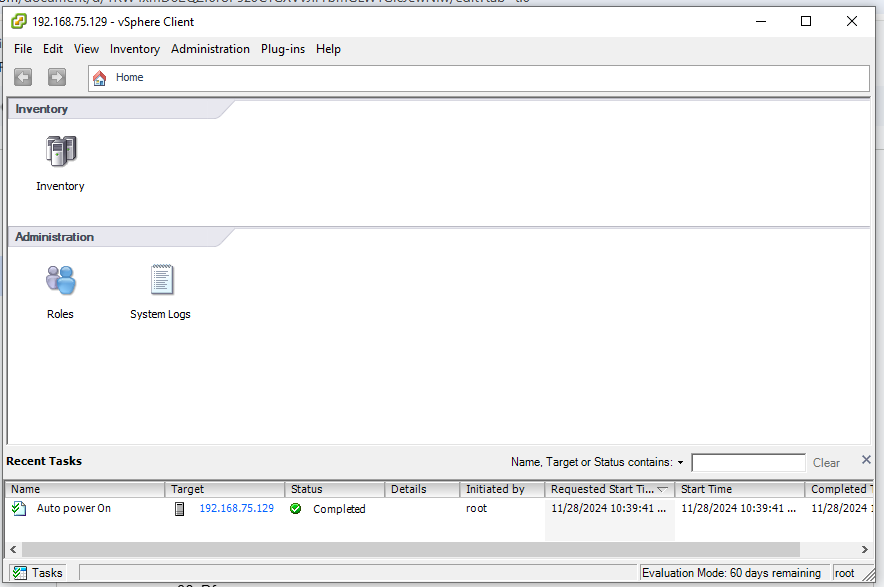 192.168.75.129 - vSphere Client
File Edit View Inventory Administration Plug-ins Help
Home
Inventory
Inventory
Administration
Roles System Logs
Recent Tasks Name, Target or Status contains: Clear
Name Target Status Details Initiated by Requested Start Ti... Start Time Completed T
Auto power On 192.168.75.129 Completed root 11/28/2024 10:39:41 ... 11/28/2024 10:39:41 ... 11/28/2024 1
Tasks Evaluation Mode: 60 days remaining root